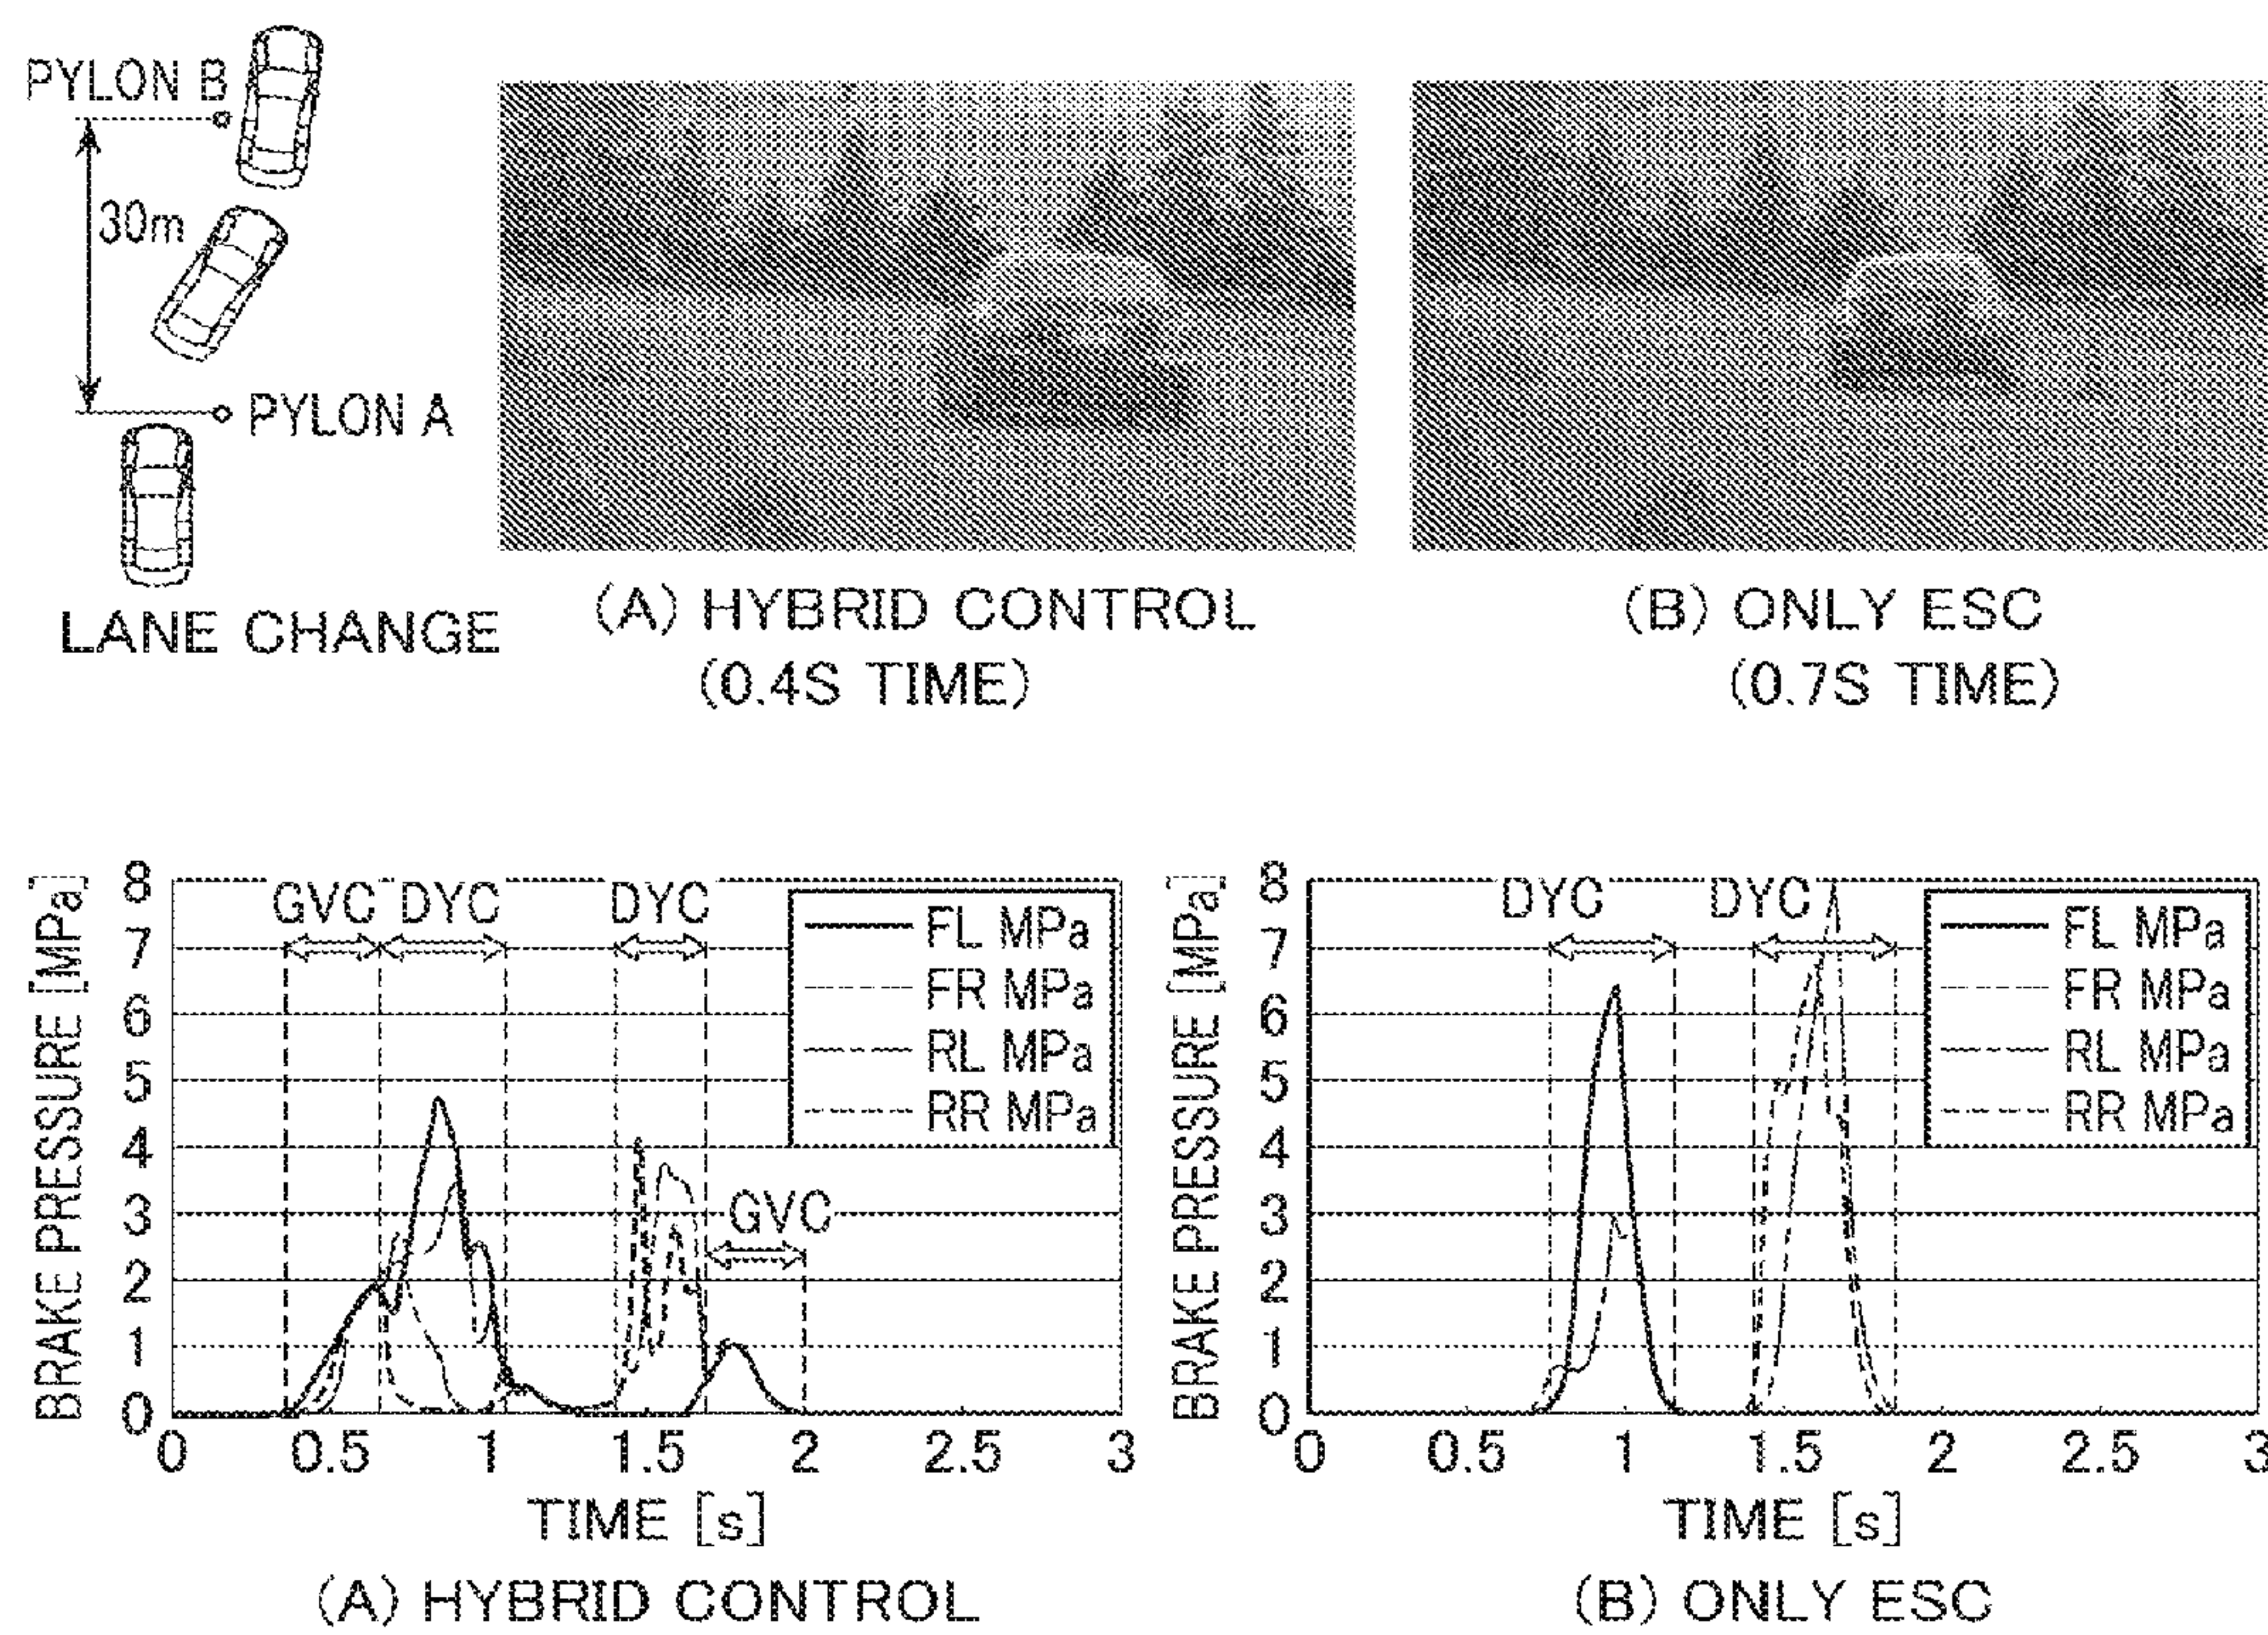 PYLON B
30m
PYLON A
LANE CHANGE
(A) HYBRID CONTROL
(0.4S TIME)
(B) ONLY ESC
(0.7S TIME)
BRAKE PRESSURE [MPa]
8
7
6
5
4
3
2
1
0
GVC DYC DYC
GVC
FL MPa
FR MPa
RL MPa
RR MPa
0 0.5 1 1.5 2 2.5 3
TIME [s]
(A) HYBRID CONTROL
BRAKE PRESSURE [MPa]
8
7
6
5
4
3
2
1
0
DYC DYC
FL MPa
FR MPa
RL MPa
RR MPa
0 0.5 1 1.5 2 2.5 3
TIME [s]
(B) ONLY ESC